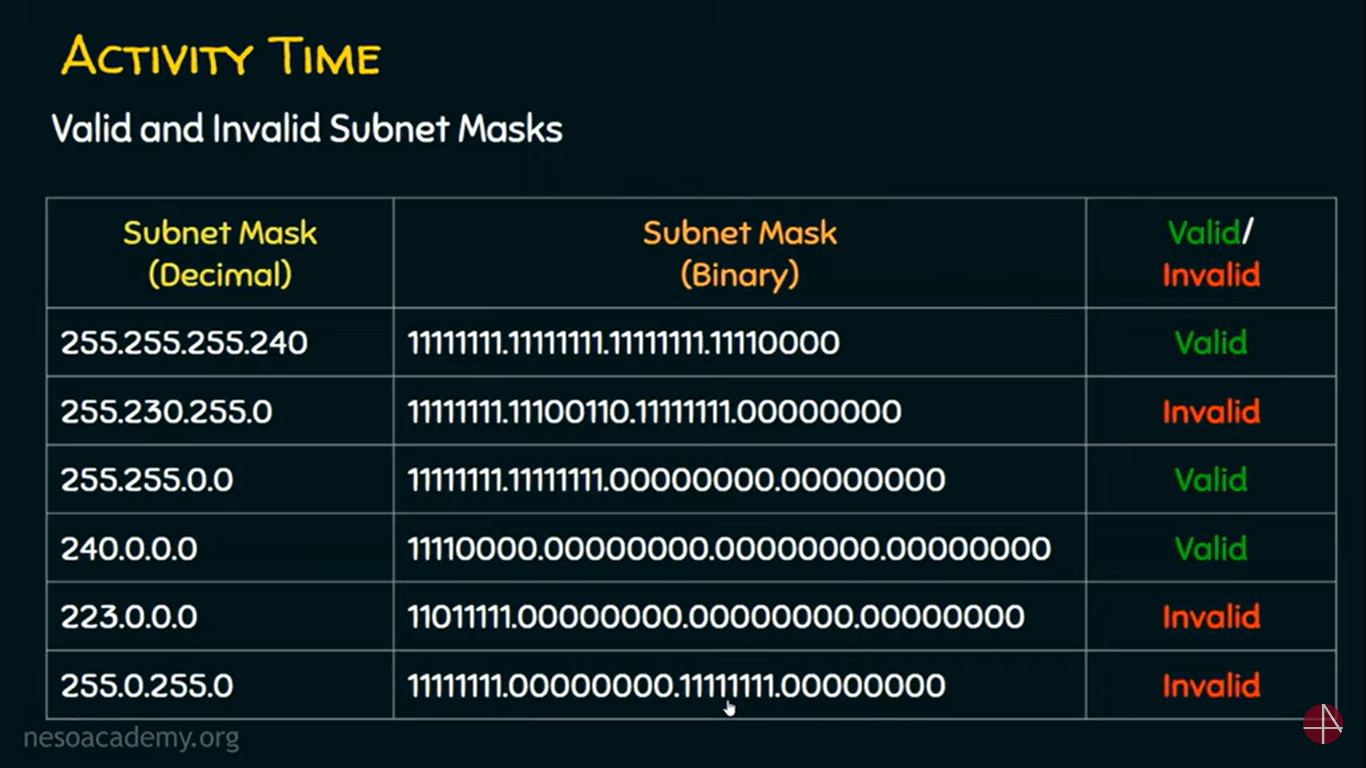 Activity Time
Valid and Invalid Subnet Masks
Subnet Mask
(Decimal)
Subnet Mask
(Binary)
Valid/
Invalid
255.255.255.240 11111111.11111111.11111111.11110000 Valid
255.230.255.0 11111111.11100110.11111111.00000000 Invalid
255.255.0.0 11111111.11111111.00000000.00000000 Valid
240.0.0.0 11110000.00000000.00000000.00000000 Valid
223.0.0.0 11011111.00000000.00000000.00000000 Invalid
255.0.255.0 11111111.00000000.11111111.00000000 Invalid
nesoacademy.org